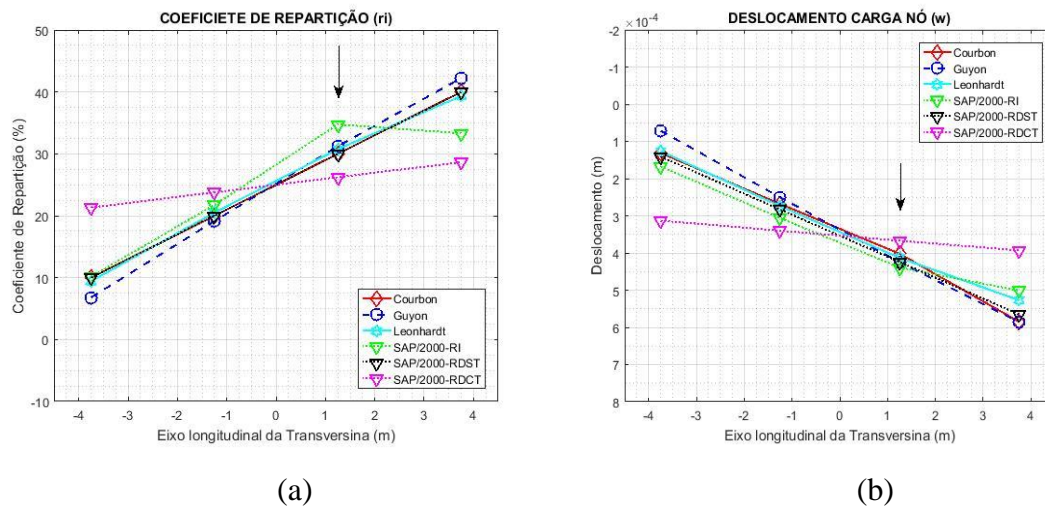 COEFICIETE DE REPARTIÇÃO (ri)
Coeficiente de Repartição (%)
50
40
30
20
10
0
-10
-4
-3
-2
-1
0
1
2
3
4
Eixo longitudinal da Transversina (m)
Courbon
Guyon
Leonhardt
SAP/2000-RI
SAP/2000-RDST
SAP/2000-RDCT
(a)
DESLOCAMENTO CARGA NÓ (w)
×10⁻⁴
Deslocamento (m)
-2
0
1
2
3
4
5
6
8
-4
-3
-2
-1
0
1
2
3
4
Eixo longitudinal da Transversina (m)
Courbon
Guyon
Leonhardt
SAP/2000-RI
SAP/2000-RDST
SAP/2000-RDCT
(b)